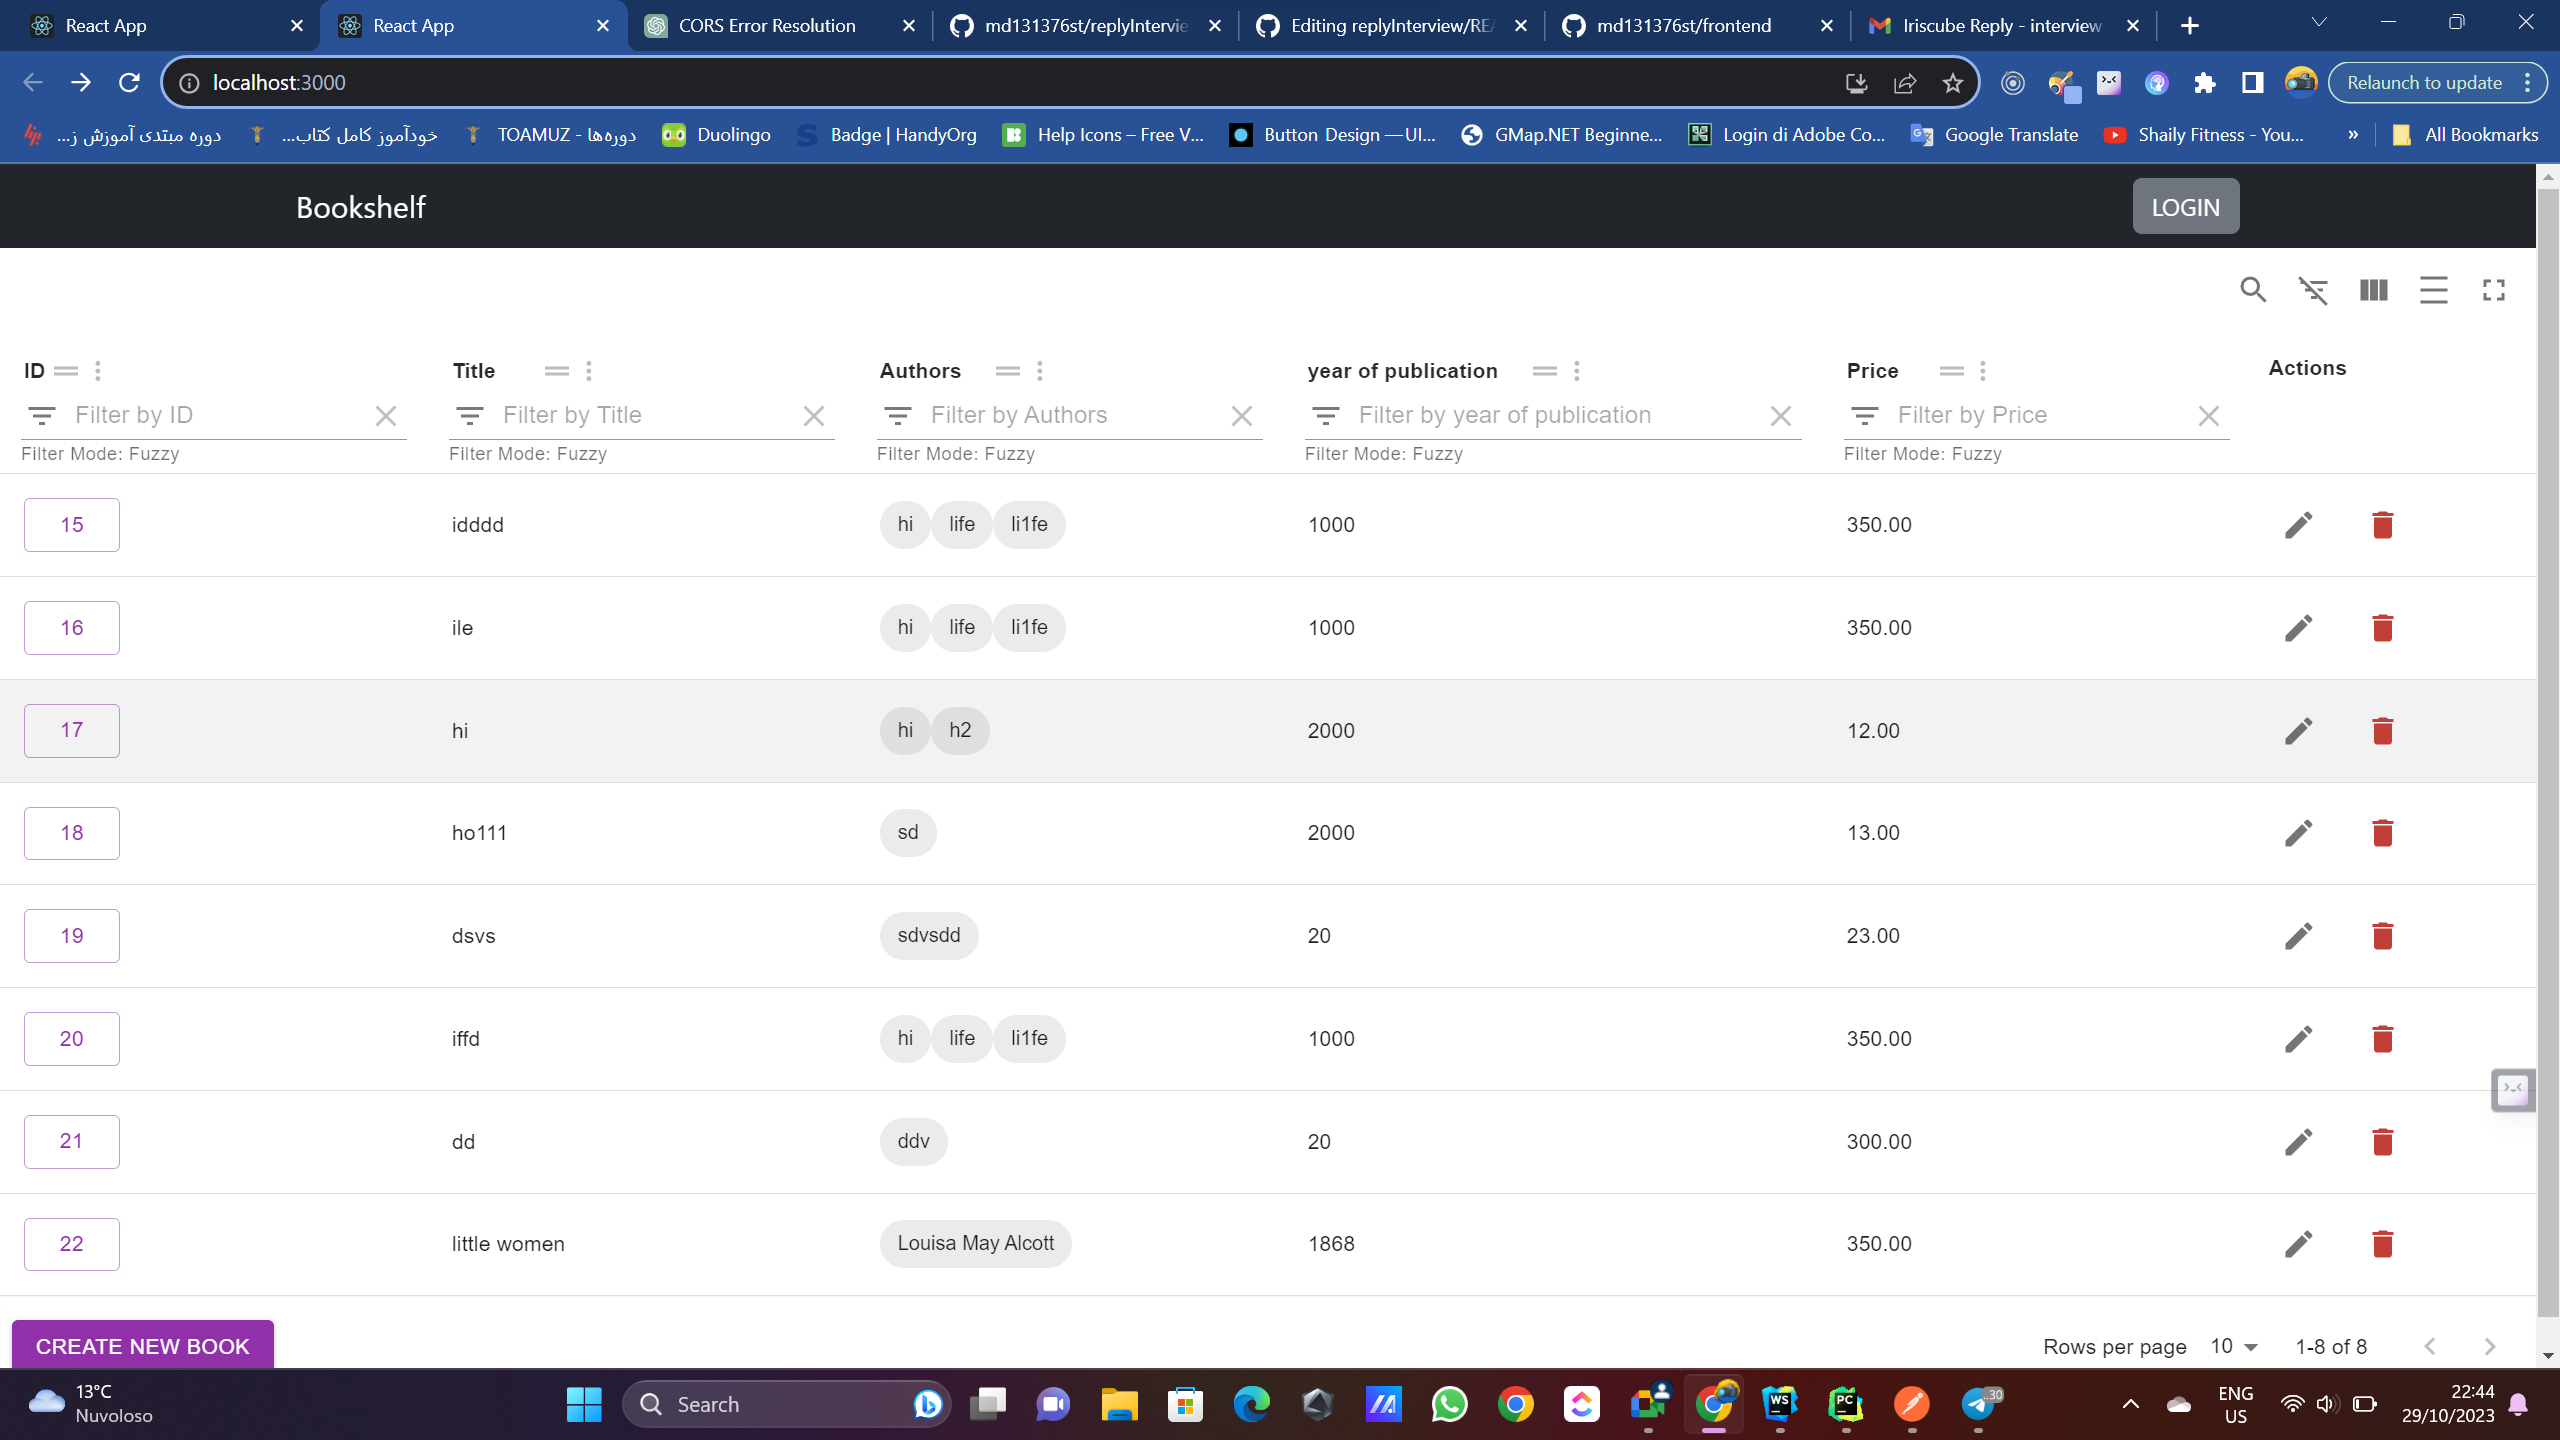 React App
React App
CORS Error Resolution
md131376st/replyIntervie
Editing replyInterview/REA
md131376st/frontend
Iriscube Reply - interview
localhost:3000
Relaunch to update
دوره مبتدی آموزش ز...
خودآموز کامل کتاب...
TOAMUZ - دوره‌ها
Duolingo
Badge | HandyOrg
Help Icons – Free V...
Button Design — UI...
GMap.NET Beginne...
Login di Adobe Co...
Google Translate
Shaily Fitness - You...
»
All Bookmarks
Bookshelf
LOGIN
ID
Title
Authors
year of publication
Price
Actions
Filter by ID
Filter by Title
Filter by Authors
Filter by year of publication
Filter by Price
Filter Mode: Fuzzy
Filter Mode: Fuzzy
Filter Mode: Fuzzy
Filter Mode: Fuzzy
Filter Mode: Fuzzy
15 idddd hi life li1fe 1000 350.00
16 ile hi life li1fe 1000 350.00
17 hi hi h2 2000 12.00
18 ho111 sd 2000 13.00
19 dsvs sdvsdd 20 23.00
20 iffd hi life li1fe 1000 350.00
21 dd ddv 20 300.00
22 little women Louisa May Alcott 1868 350.00
CREATE NEW BOOK
Rows per page 10 1-8 of 8
13°C
Nuvoloso
Search
WS
PC
..30
ENG
US
22:44
29/10/2023